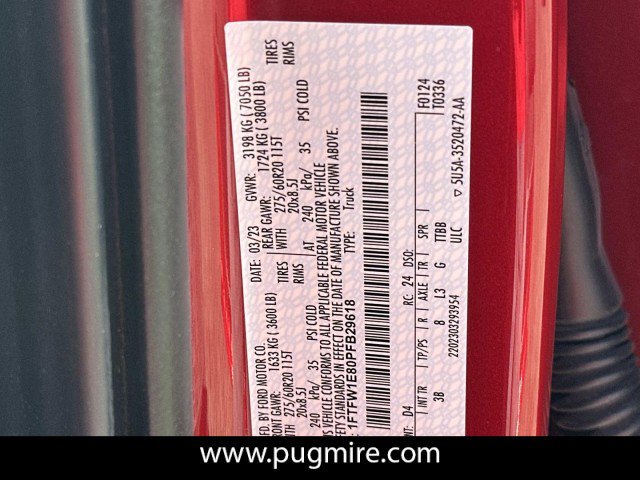 MFD. BY FORD MOTOR CO.
DATE: 03/23
GVWR: 3198 KG ( 7050 LB)
FRONT GAWR:
1633 KG (3600 LB)
REAR GAWR:
1724 KG ( 3800 LB)
275/60R20 115T
TIRES
WITH
275/60R20 115T
TIRES
20x8.5J
RIMS
20x8.5J
RIMS
240 kPa/ 35 PSI COLD
AT 240 kPa/ 35 PSI COLD
VEHICLE CONFORMS TO ALL APPLICABLE FEDERAL MOTOR VEHICLE
SAFETY STANDARDS IN EFFECT ON THE DATE OF MANUFACTURE SHOWN ABOVE.
1FTFW1E80PFB29618
TYPE: Truck
D4
RC: 24 DSO:
F0124
T0336
INT TR TP/PS R AXLE TR SPR
3B 8 L3 G TTBB
2202303293954
ULC
5U5A-3520472-AA
www.pugmire.com